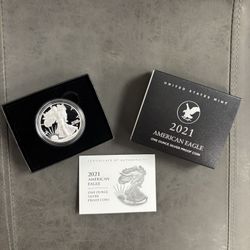 UNITED STATES MINT
2021
AMERICAN EAGLE
ONE OUNCE SILVER PROOF COIN
CERTIFICATE OF AUTHENTICITY
2021
AMERICAN
EAGLE
ONE OUNCE
SILVER
PROOF COIN